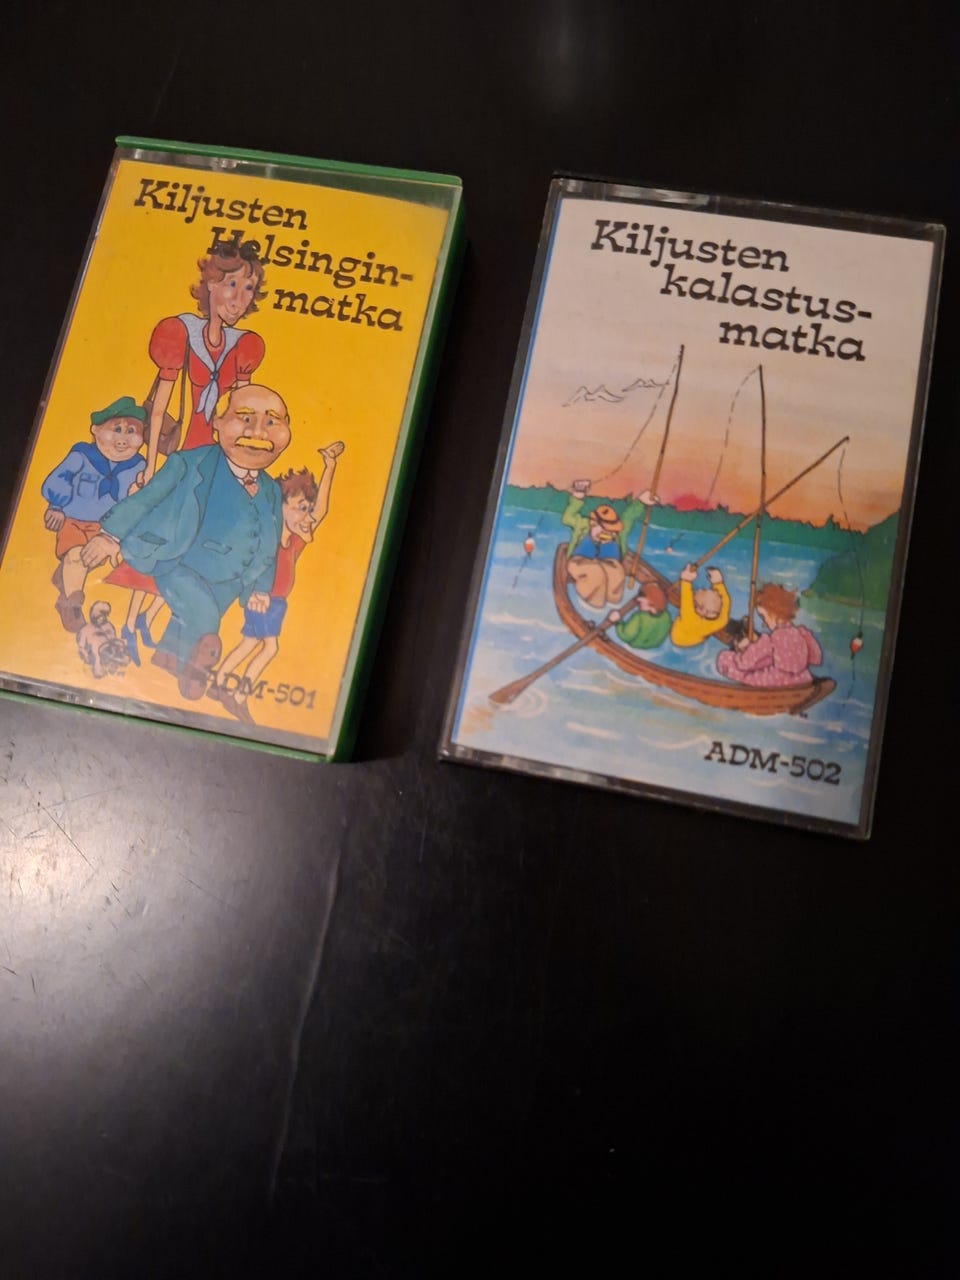 Kiljusten
Helsingin-
matka
ADM-501
Kiljusten
kalastus-
matka
ADM-502